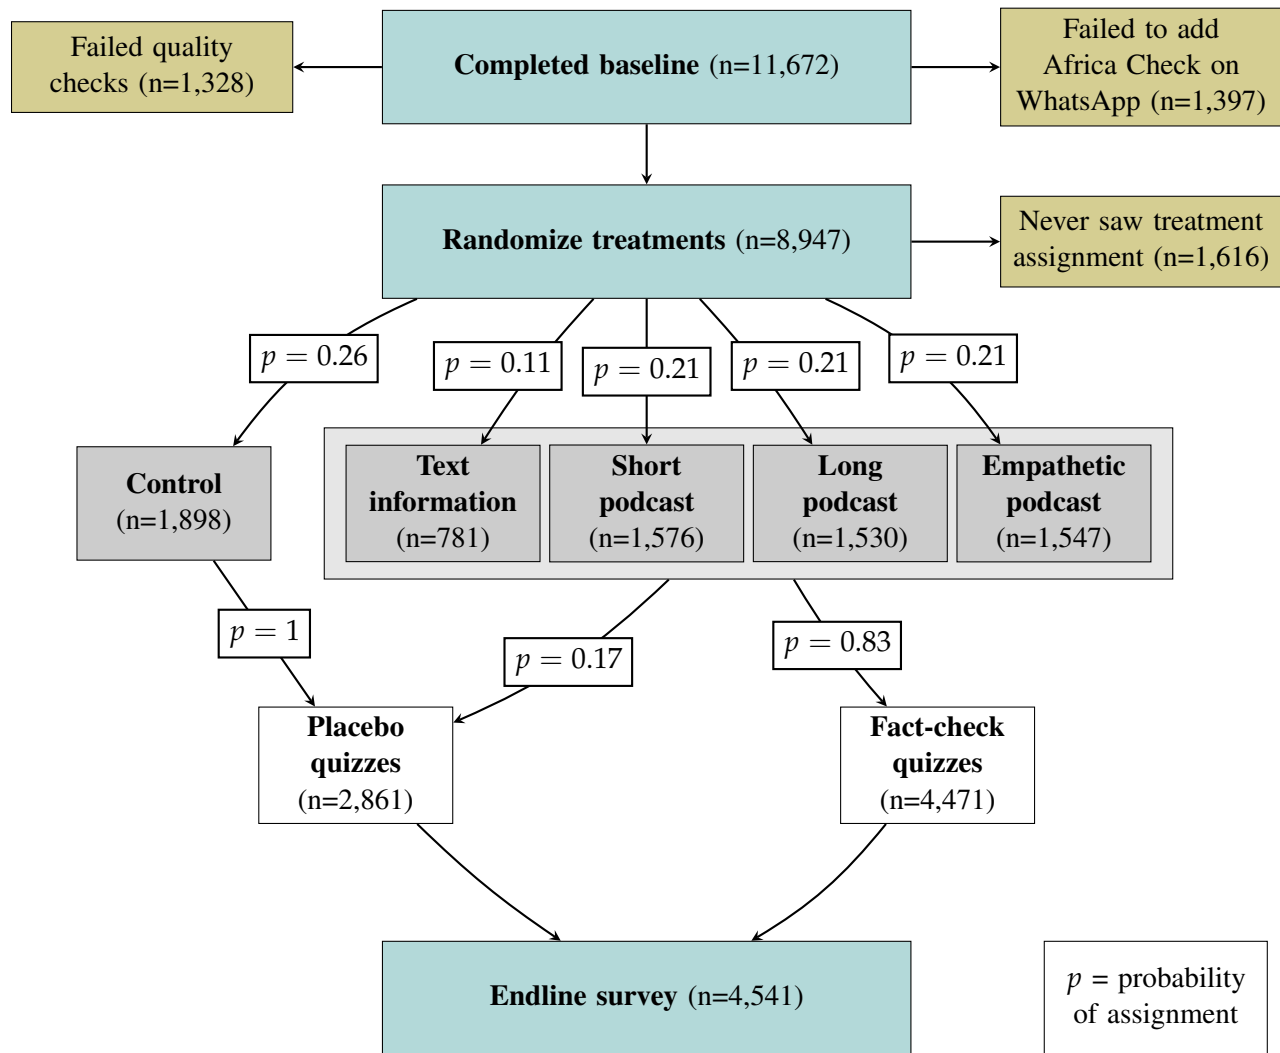 Failed quality
checks (n=1,328)
Completed baseline (n=11,672)
Failed to add
Africa Check on
WhatsApp (n=1,397)
Randomize treatments (n=8,947)
Never saw treatment
assignment (n=1,616)
p = 0.26
p = 0.11
p = 0.21
p = 0.21
p = 0.21
Control
(n=1,898)
Text
information
(n=781)
Short
podcast
(n=1,576)
Long
podcast
(n=1,530)
Empathetic
podcast
(n=1,547)
p = 1
p = 0.17
p = 0.83
Placebo
quizzes
(n=2,861)
Fact-check
quizzes
(n=4,471)
Endline survey (n=4,541)
p = probability
of assignment